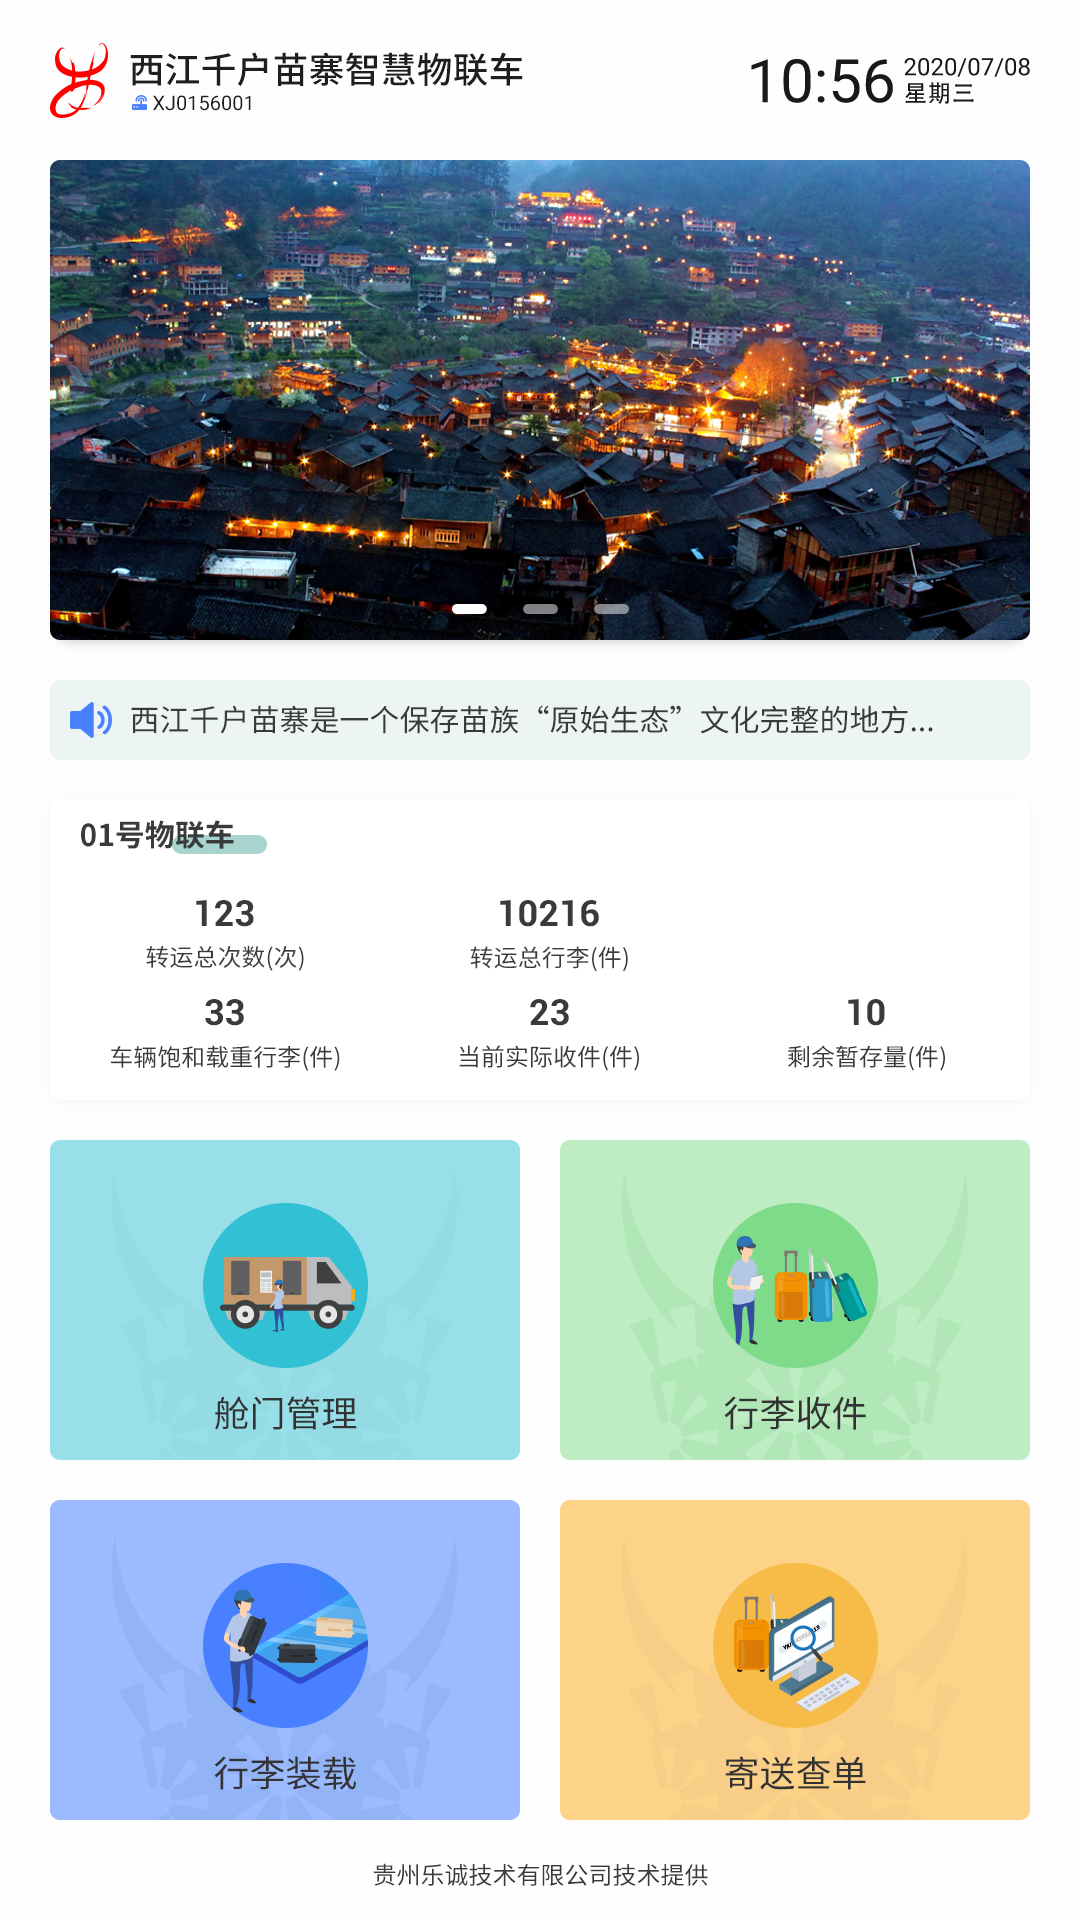 西江千户苗寨智慧物联车
XJ0156001
10:56
2020/07/08
星期三
西江千户苗寨是一个保存苗族“原始生态”文化完整的地方...
01号物联车
123
10216
转运总次数(次)
转运总行李(件)
33
23
10
车辆饱和载重行李(件)
当前实际收件(件)
剩余暂存量(件)
舱门管理
行李收件
行李装载
寄送查单
贵州乐诚技术有限公司技术提供